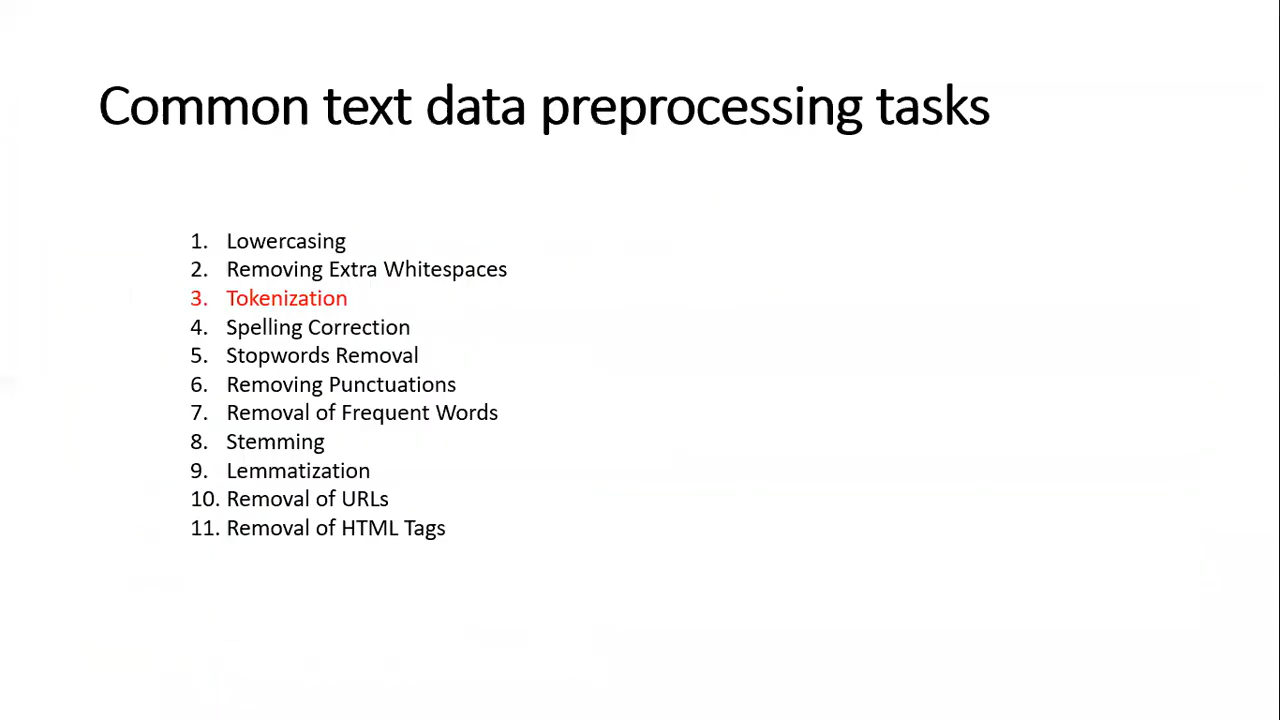 Common text data preprocessing tasks
1. Lowercasing
2. Removing Extra Whitespaces
3. Tokenization
4. Spelling Correction
5. Stopwords Removal
6. Removing Punctuations
7. Removal of Frequent Words
8. Stemming
9. Lemmatization
10. Removal of URLs
11. Removal of HTML Tags